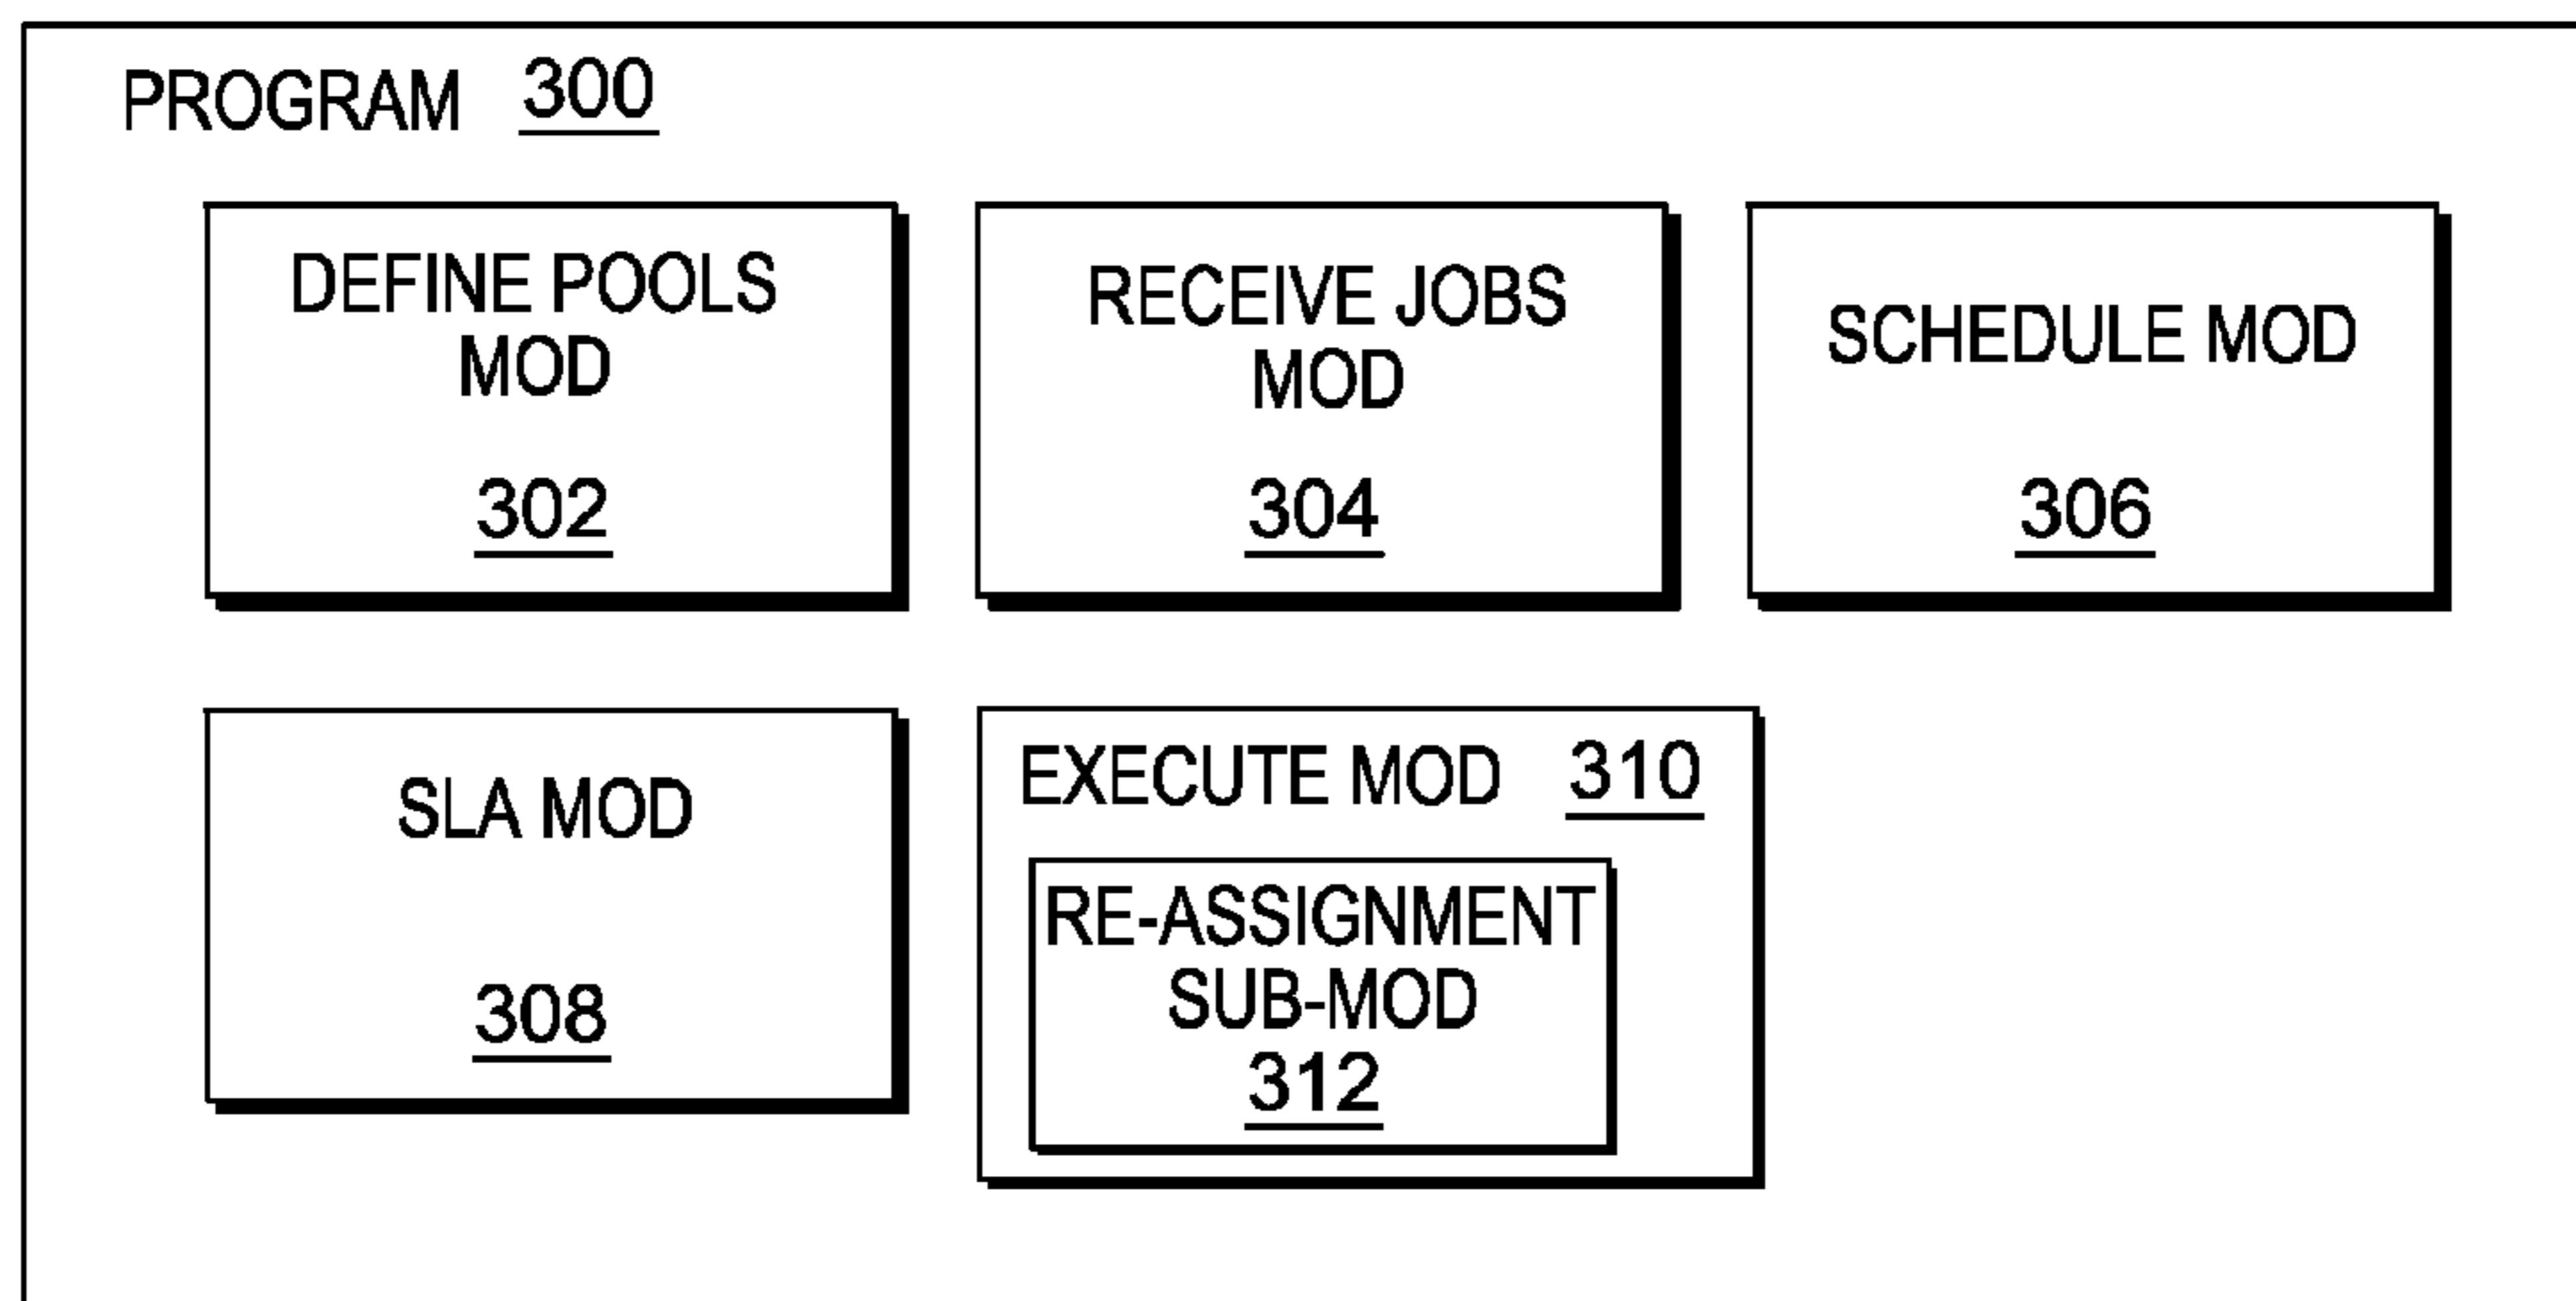 PROGRAM 300
DEFINE POOLS
MOD
302
RECEIVE JOBS
MOD
304
SCHEDULE MOD
306
SLA MOD
308
EXECUTE MOD 310
RE-ASSIGNMENT
SUB-MOD
312